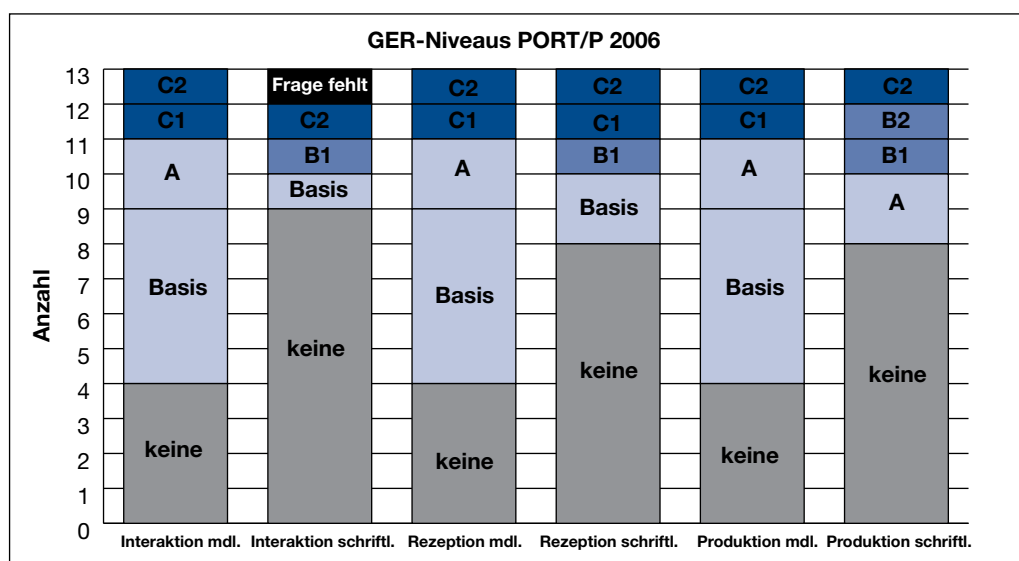 GER-Niveaus PORT/P 2006
Anzahl
13
12
11
10
9
8
7
6
5
4
3
2
1
0
C2
C1
A
Basis
keine
Frage fehlt
C2
B1
Basis
keine
C2
C1
A
Basis
keine
C2
C1
B1
Basis
keine
C2
C1
A
Basis
keine
C2
B2
B1
A
keine
Interaktion mdl.
Interaktion schriftl.
Rezeption mdl.
Rezeption schriftl.
Produktion mdl.
Produktion schriftl.